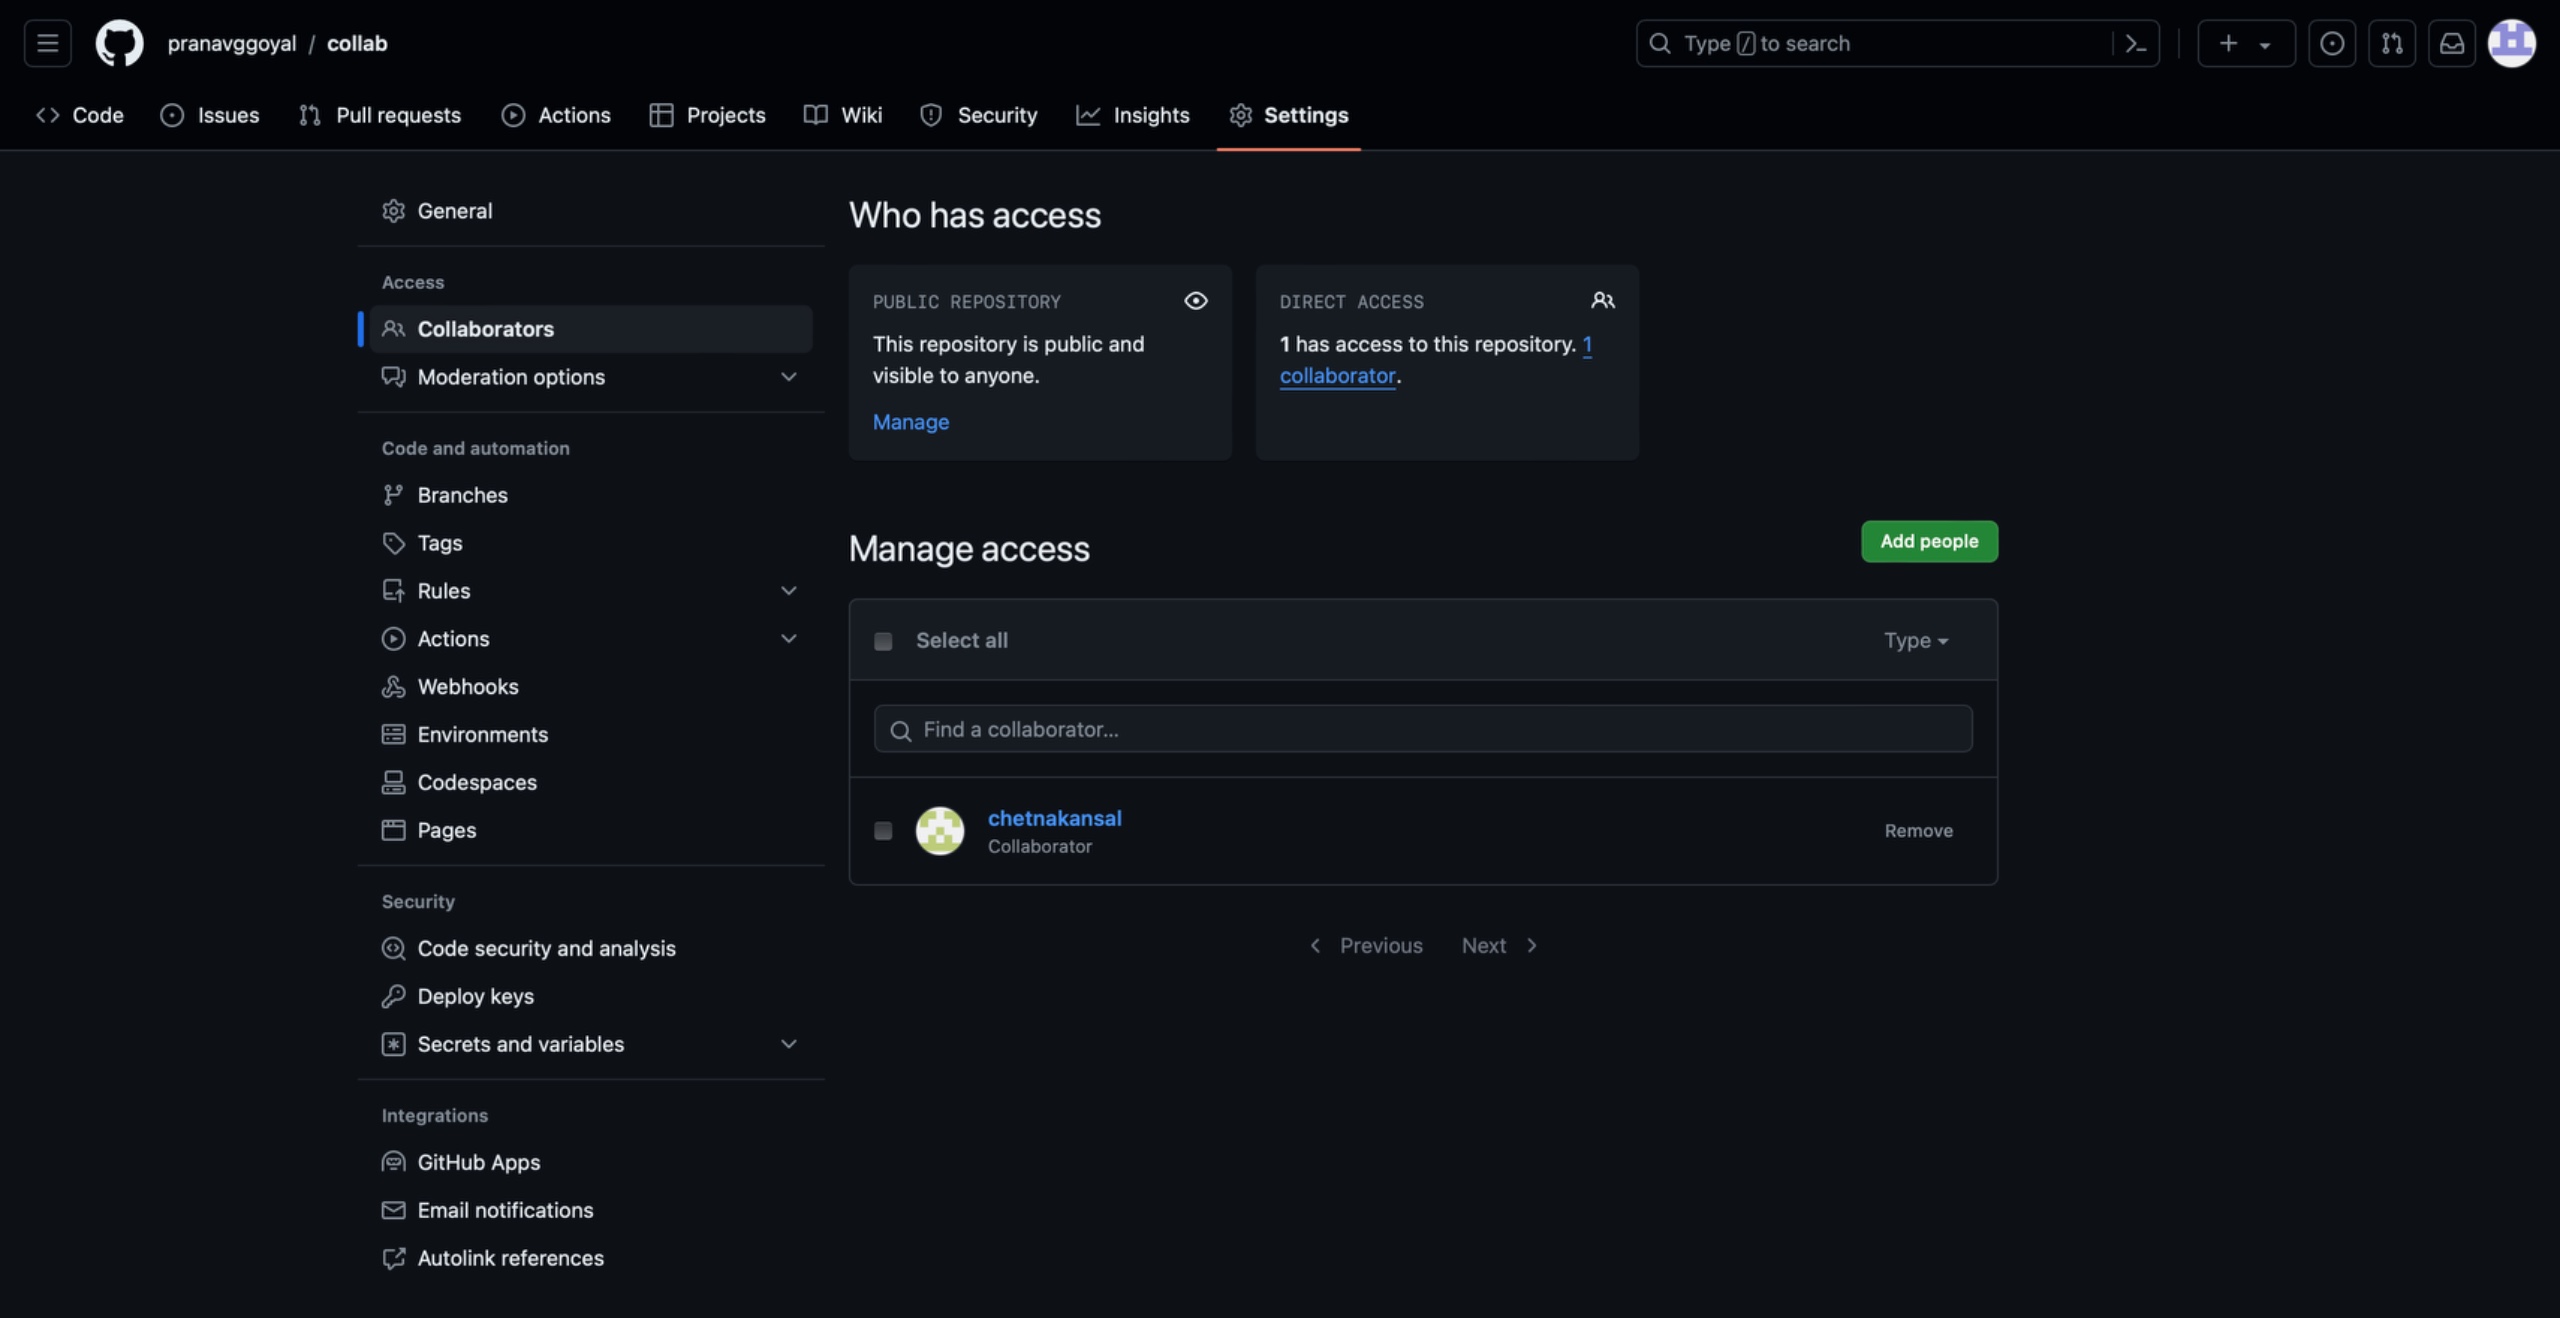 pranavggoyal / collab
Type / to search
Code Issues Pull requests Actions Projects Wiki Security Insights Settings
General
Access
Collaborators
Moderation options
Code and automation
Branches
Tags
Rules
Actions
Webhooks
Environments
Codespaces
Pages
Security
Code security and analysis
Deploy keys
Secrets and variables
Integrations
GitHub Apps
Email notifications
Autolink references
Who has access
PUBLIC REPOSITORY
This repository is public and
visible to anyone.
Manage
DIRECT ACCESS
1 has access to this repository. 1
collaborator.
Manage access
Add people
Select all
Type
Find a collaborator...
chetnakansal
Collaborator
Remove
Previous Next